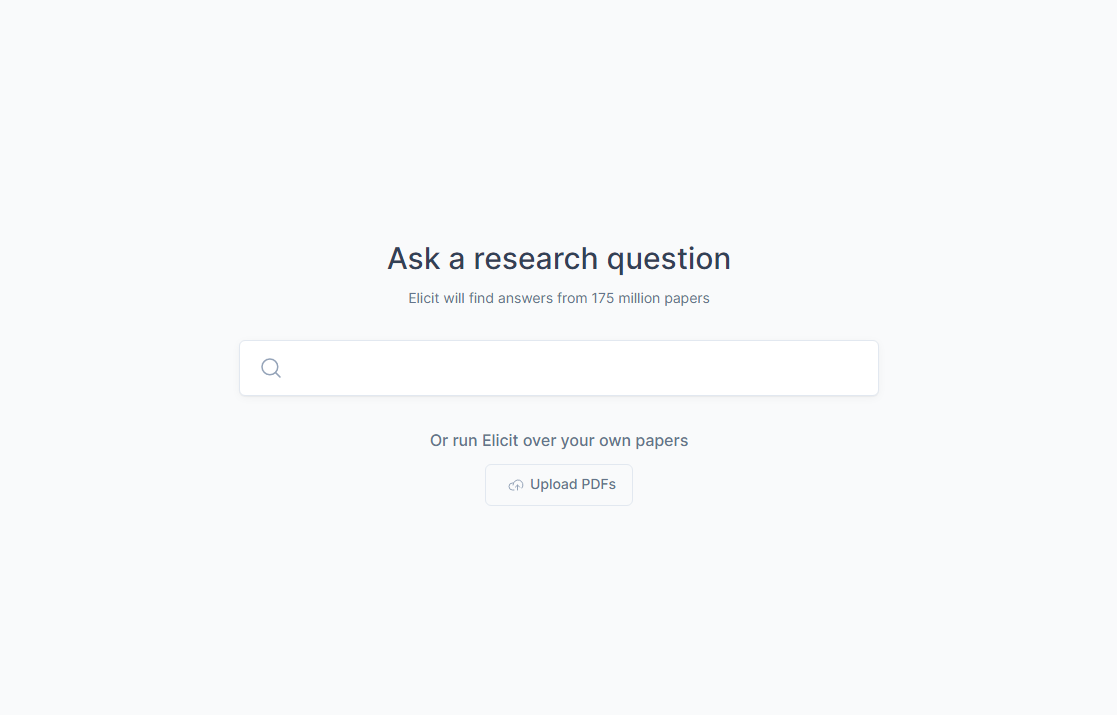 Ask a research question
Elicit will find answers from 175 million papers
Or run Elicit over your own papers
Upload PDFs